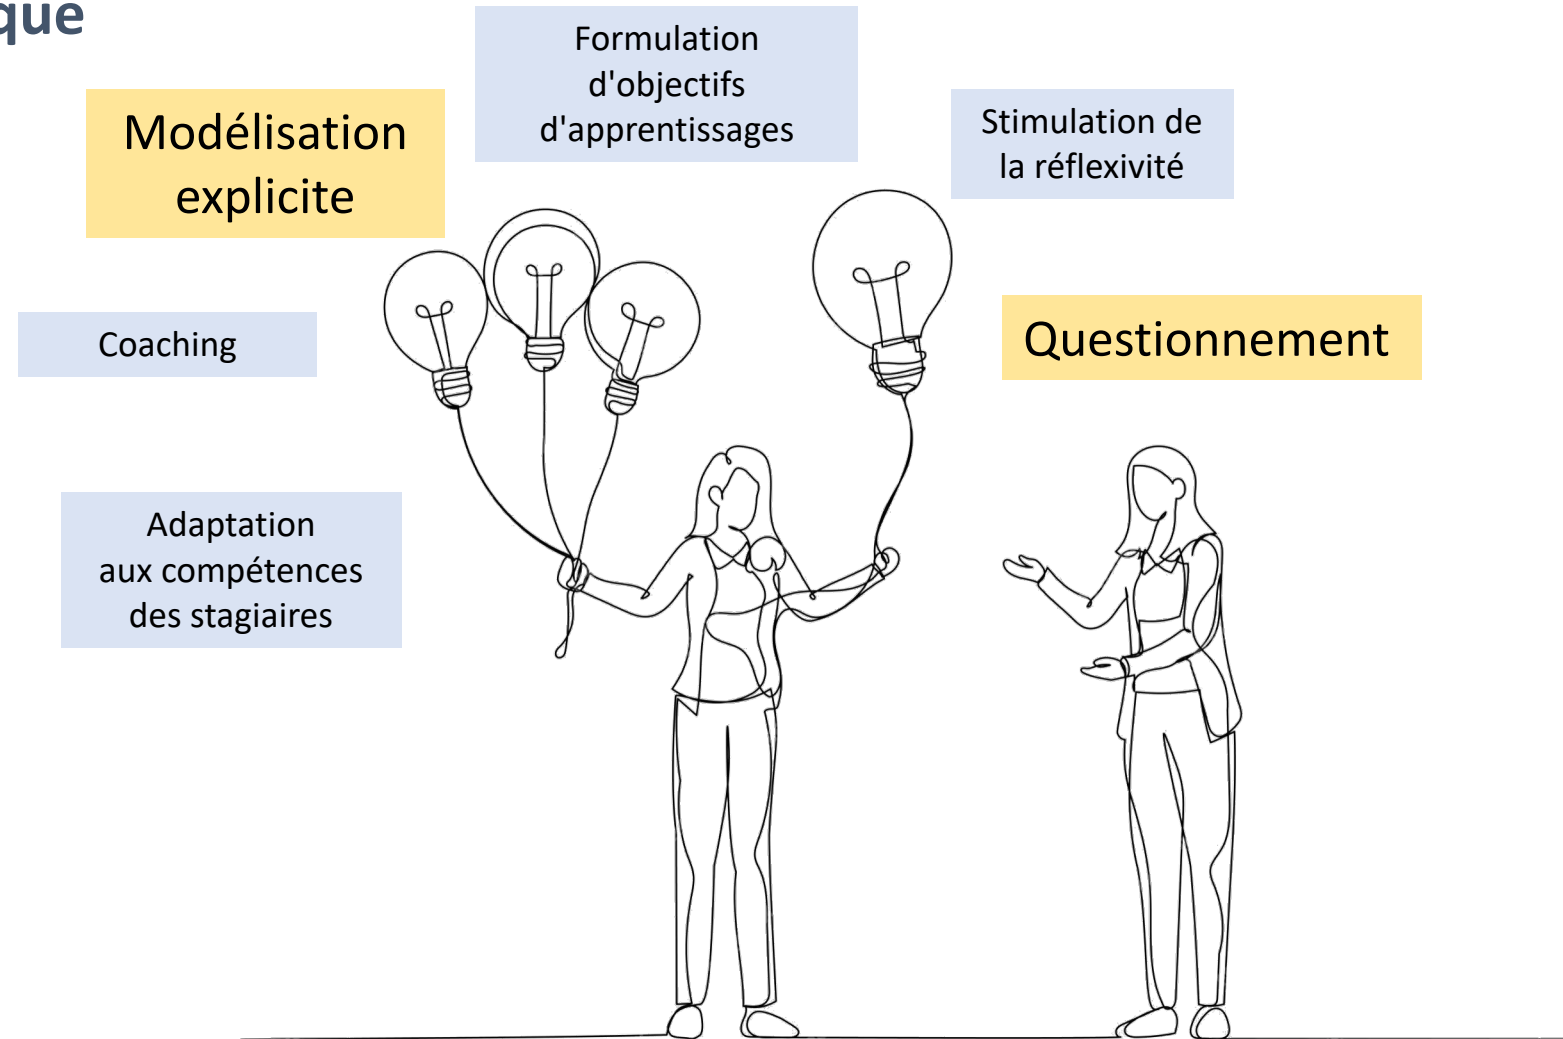 que
Formulation
d'objectifs
d'apprentissages
Modélisation
explicite
Stimulation de
la réflexivité
Coaching
Questionnement
Adaptation
aux compétences
des stagiaires